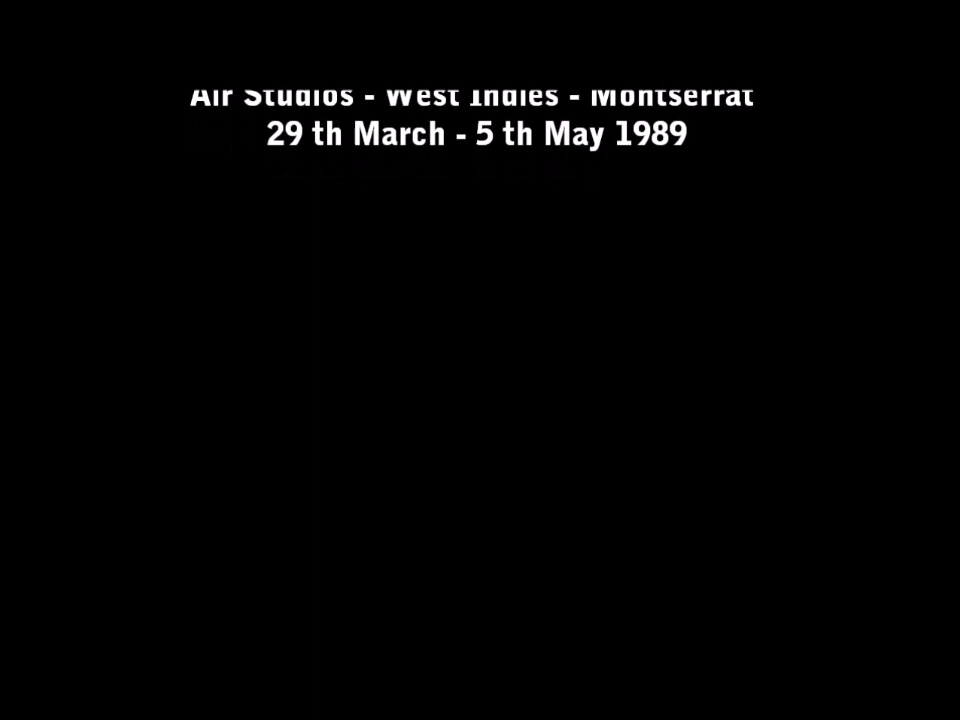 Air Studios - West Indies - Montserrat
29 th March - 5 th May 1989